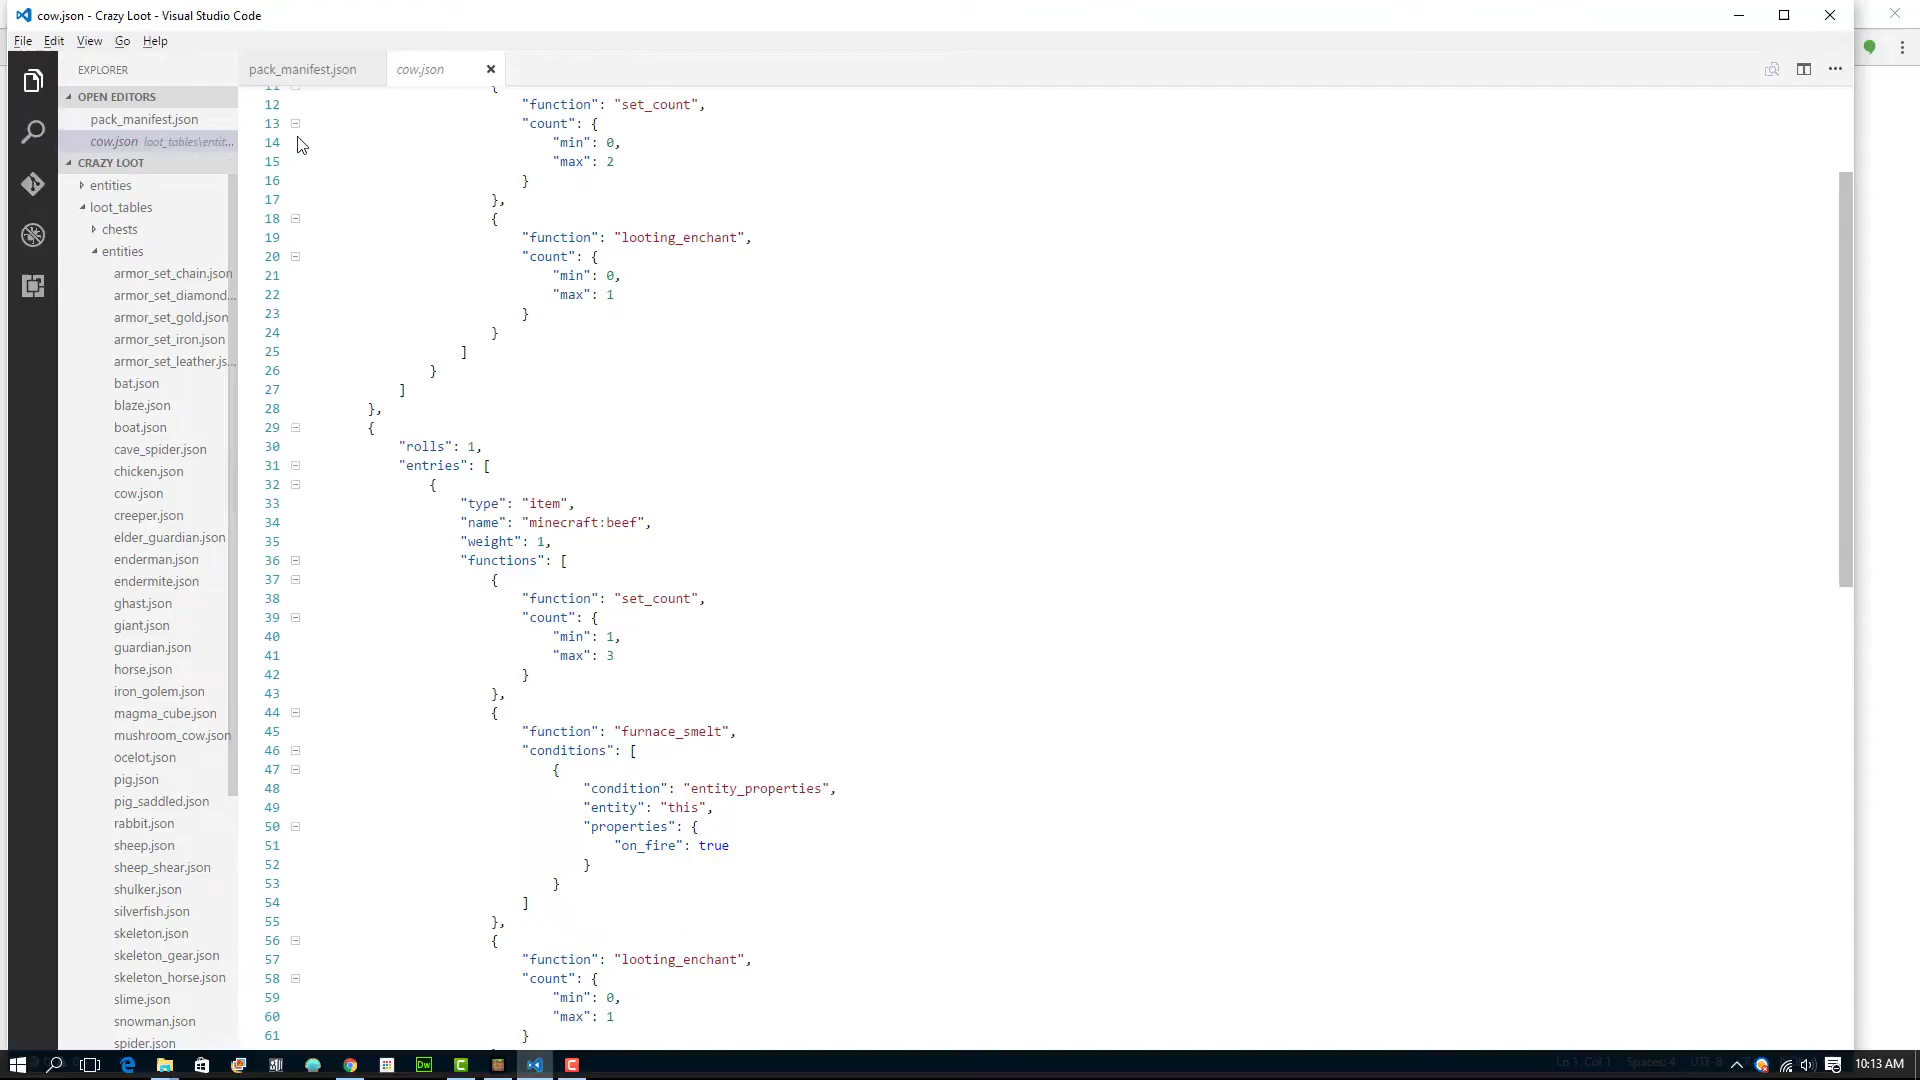 cow.json - Crazy Loot - Visual Studio Code
File Edit View Go Help
EXPLORER
OPEN EDITORS
pack_manifest.json
cow.json loot_tables\entit...
CRAZY LOOT
entities
loot_tables
chests
entities
armor_set_chain.json
armor_set_diamond...
armor_set_gold.json
armor_set_iron.json
armor_set_leather.js...
bat.json
blaze.json
boat.json
cave_spider.json
chicken.json
cow.json
creeper.json
elder_guardian.json
enderman.json
endermite.json
ghast.json
giant.json
guardian.json
horse.json
iron_golem.json
magma_cube.json
mushroom_cow.json
ocelot.json
pig.json
pig_saddled.json
rabbit.json
sheep.json
sheep_shear.json
shulker.json
silverfish.json
skeleton.json
skeleton_gear.json
skeleton_horse.json
slime.json
snowman.json
spider.json
pack_manifest.json cow.json
11 {
12 "function": "set_count",
13 "count": {
14 "min": 0,
15 "max": 2
16 }
17 },
18 {
19 "function": "looting_enchant",
20 "count": {
21 "min": 0,
22 "max": 1
23 }
24 }
25 ]
26 }
27 ]
28 },
29 {
30 "rolls": 1,
31 "entries": [
32 {
33 "type": "item",
34 "name": "minecraft:beef",
35 "weight": 1,
36 "functions": [
37 {
38 "function": "set_count",
39 "count": {
40 "min": 1,
41 "max": 3
42 }
43 },
44 {
45 "function": "furnace_smelt",
46 "conditions": [
47 {
48 "condition": "entity_properties",
49 "entity": "this",
50 "properties": {
51 "on_fire": true
52 }
53 }
54 ]
55 },
56 {
57 "function": "looting_enchant",
58 "count": {
59 "min": 0,
60 "max": 1
61 }
Ln 1, Col 1 Spaces: 4 UTF-8
Dw
10:13 AM